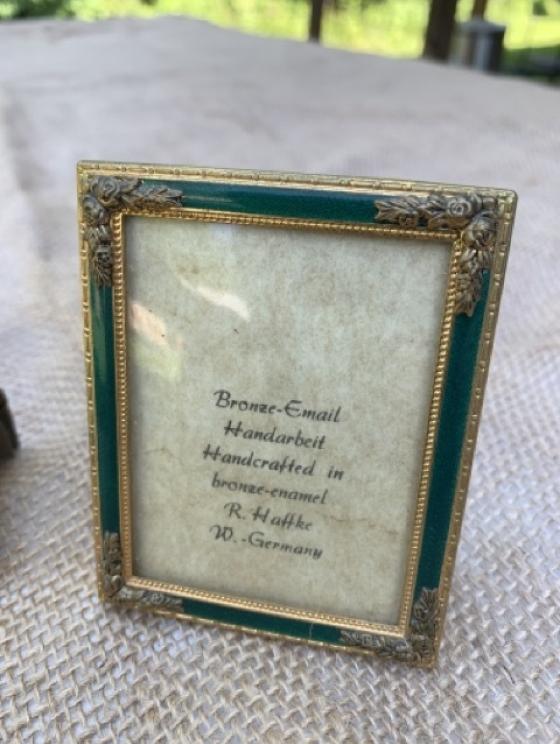 Bronze-Email
Handarbeit
Handcrafted in
bronze-enamel
R. Haffke
W.-Germany